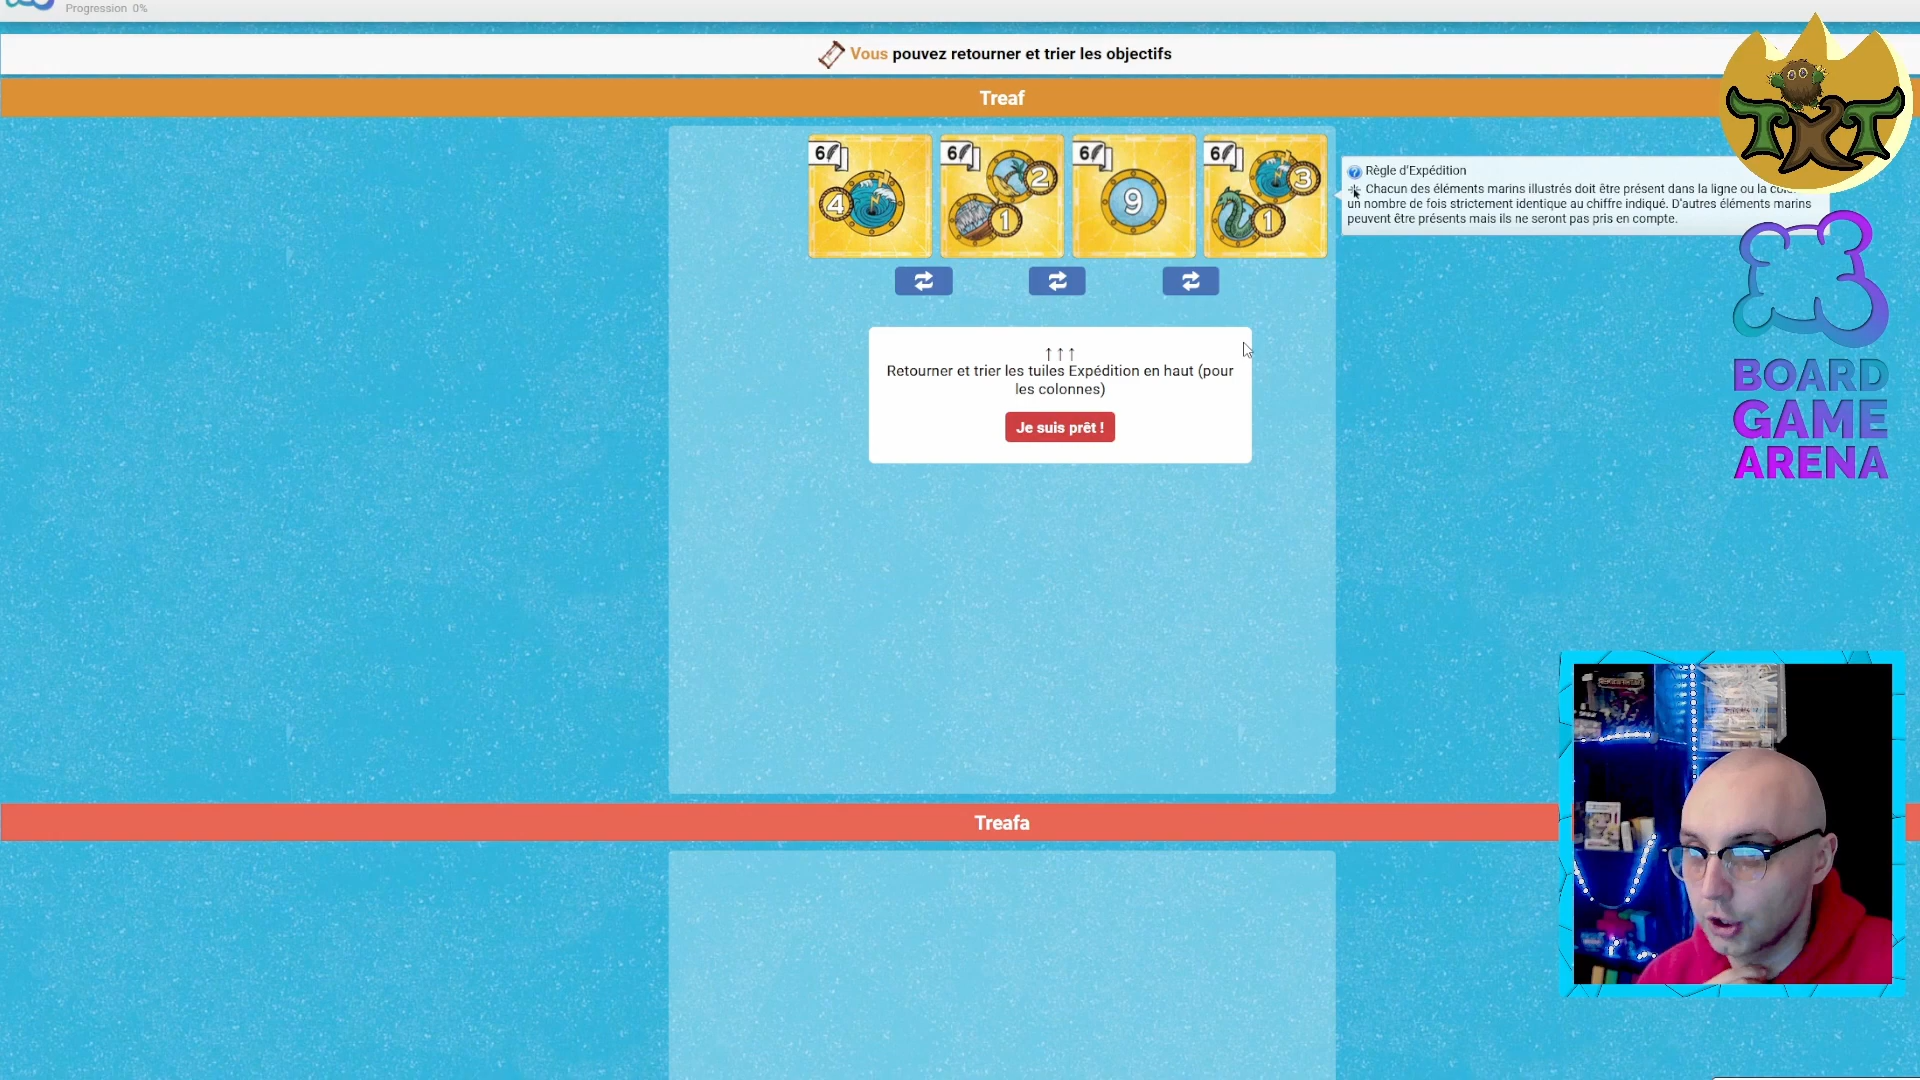 Progression 0%
Vous pouvez retourner et trier les objectifs
Treaf
6 4
6 2 1
6 9
6 3 1
Règle d'Expédition
Chacun des éléments marins illustrés doit être présent dans la ligne ou la
un nombre de fois strictement identique au chiffre indiqué. D'autres éléments marins
peuvent être présents mais ils ne seront pas pris en compte.
TXT
BOARD
GAME
ARENA
↑ ↑ ↑
Retourner et trier les tuiles Expédition en haut (pour
les colonnes)
Je suis prêt !
Treafa